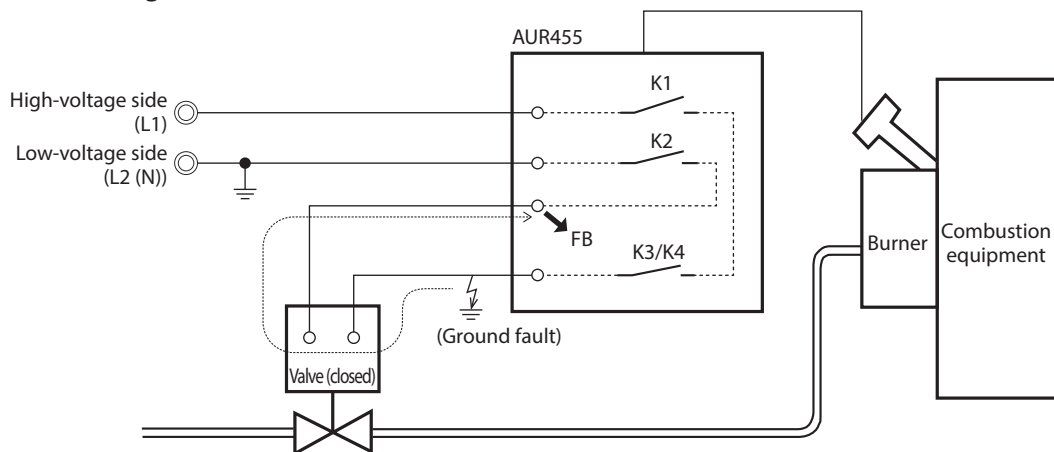 AUR455
High-voltage side
(L1)
Low-voltage side
(L2 (N))
K1
K2
FB
K3/K4
(Ground fault)
Valve (closed)
Burner
Combustion
equipment